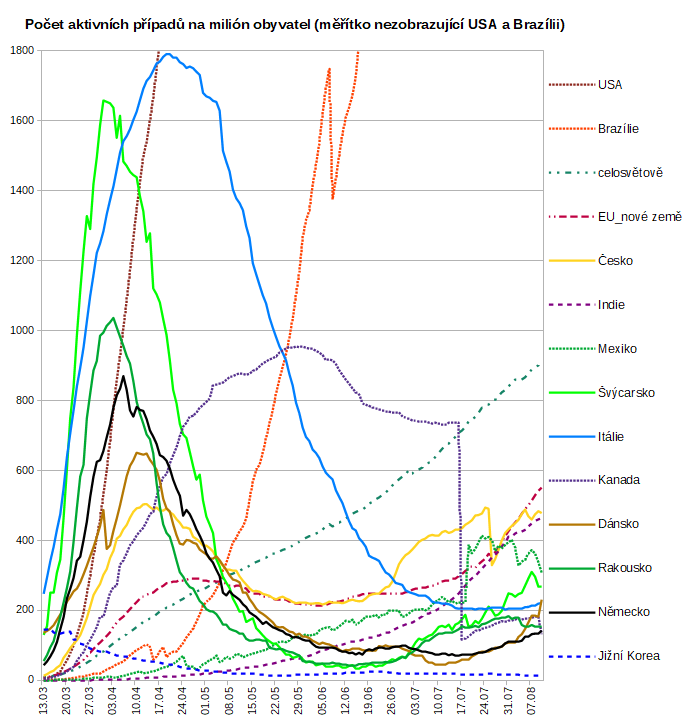 Počet aktivních případů na milión obyvatel (měřítko nezobrazující USA a Brazílii)
1800
1600
1400
1200
1000
800
600
400
200
0
13.03
20.03
27.03
03.04
10.04
17.04
24.04
01.05
08.05
15.05
22.05
29.05
05.06
12.06
19.06
26.06
03.07
10.07
17.07
24.07
31.07
07.08
USA
Brazílie
celosvětově
EU_nové země
Česko
Indie
Mexiko
Švýcarsko
Itálie
Kanada
Dánsko
Rakousko
Německo
Jižní Korea